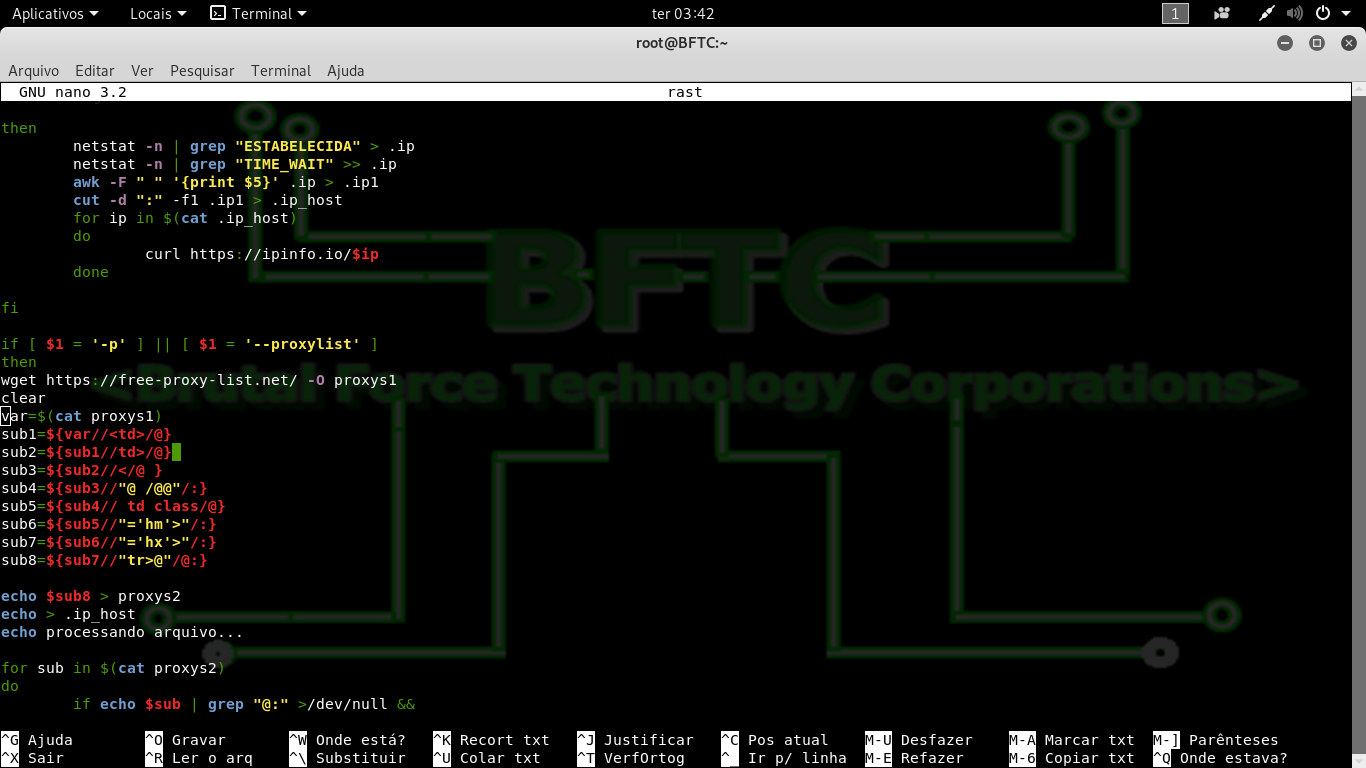 Aplicativos Locais Terminal ter 03:42 1
root@BFTC:~
Arquivo Editar Ver Pesquisar Terminal Ajuda
GNU nano 3.2 rast
then
netstat -n | grep "ESTABELECIDA" > .ip
netstat -n | grep "TIME_WAIT" >> .ip
awk -F " " '{print $5}' .ip > .ip1
cut -d ":" -f1 .ip1 > .ip_host
for ip in $(cat .ip_host)
do
curl https://ipinfo.io/$ip
done
fi
if [ $1 = '-p' ] || [ $1 = '--proxylist' ]
then
wget https://free-proxy-list.net/ -O proxys1
clear
var=$(cat proxys1)
sub1=${var//<td>/@}
sub2=${sub1//td>/@}
sub3=${sub2//</@ }
sub4=${sub3//"@ /@@"/:}
sub5=${sub4// td class/@}
sub6=${sub5//"='hm'>"/:}
sub7=${sub6//"='hx'>"/:}
sub8=${sub7//"tr>@"/@:}
echo $sub8 > proxys2
echo > .ip_host
echo processando arquivo...
for sub in $(cat proxys2)
do
if echo $sub | grep "@:" >/dev/null &&
BFTC
<Brutal Force Technology Corporations>
^G Ajuda ^O Gravar ^W Onde está? ^K Recort txt ^J Justificar ^C Pos atual M-U Desfazer M-A Marcar txt M-] Parênteses
^X Sair ^R Ler o arq ^\ Substituir ^U Colar txt ^T VerfOrtog ^_ Ir p/ linha M-E Refazer M-6 Copiar txt ^Q Onde estava?